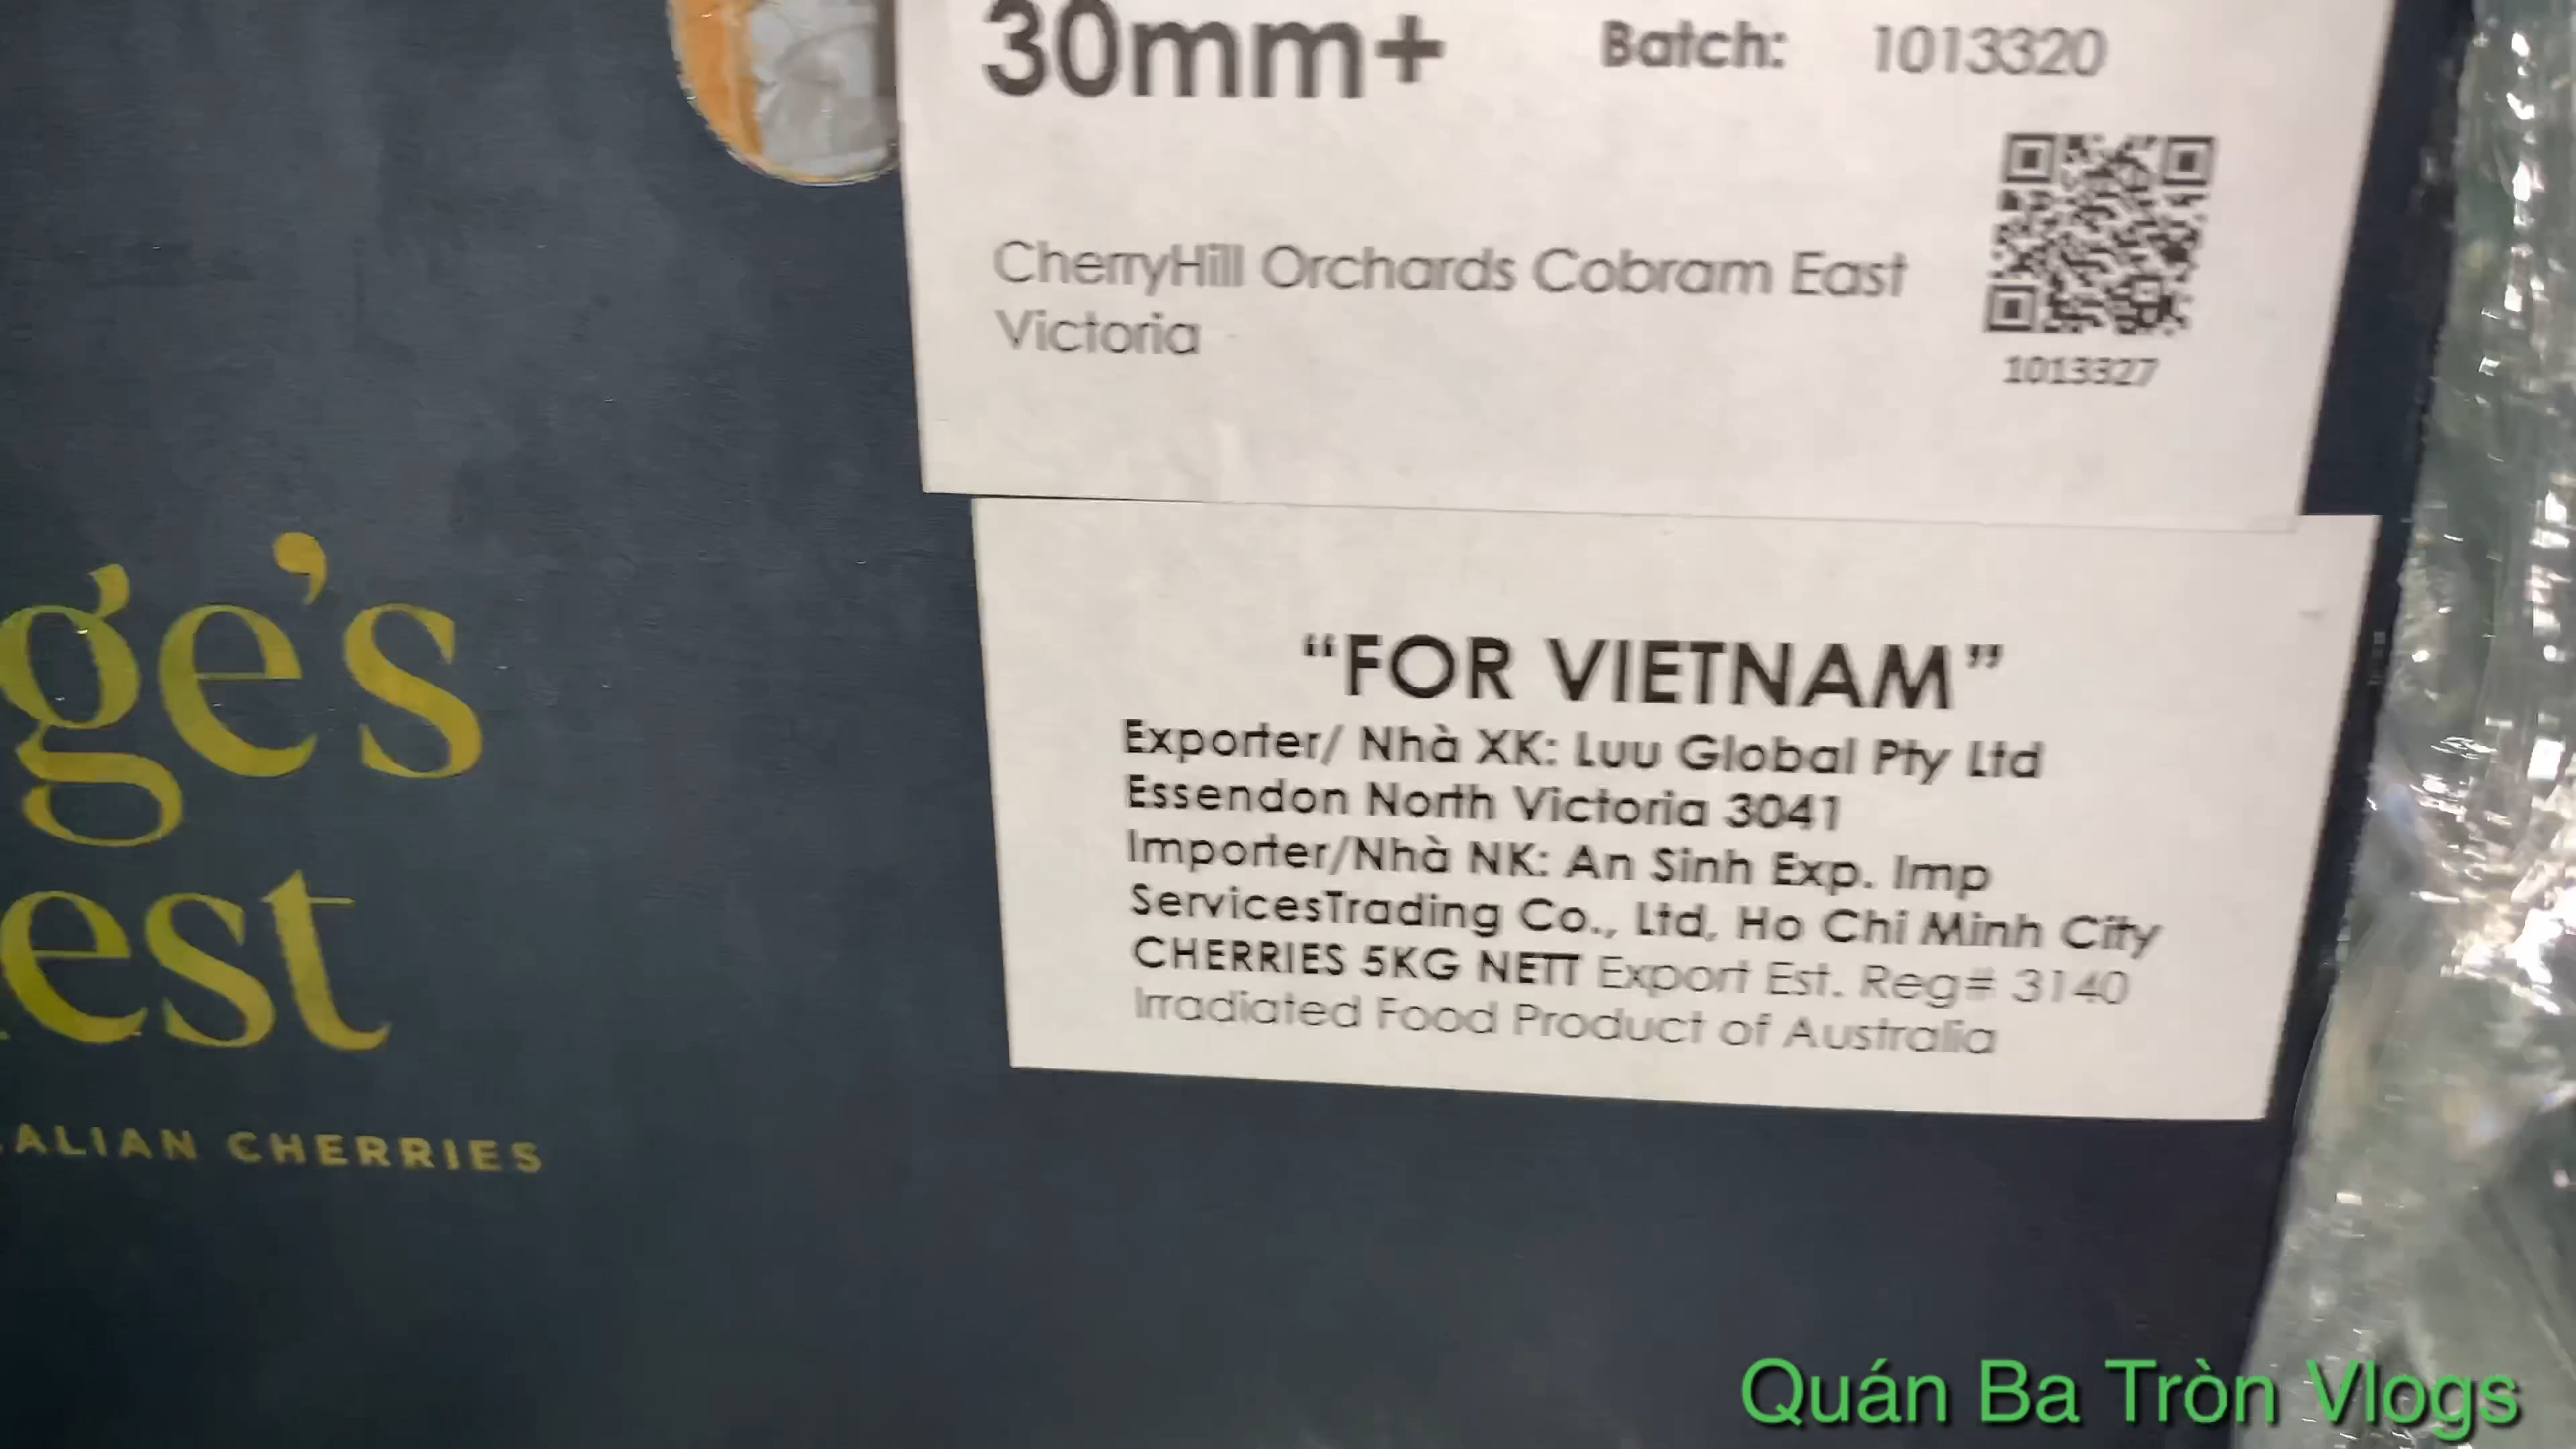 30mm+ Batch: 1013320
CherryHill Orchards Cobram East
Victoria
1013327
ge's
est
ALIAN CHERRIES
“FOR VIETNAM”
Exporter/ Nhà XK: Luu Global Pty Ltd
Essendon North Victoria 3041
Importer/Nhà NK: An Sinh Exp. Imp
ServicesTrading Co., Ltd, Ho Chi Minh City
CHERRIES 5KG NETT Export Est. Reg# 3140
Irradiated Food Product of Australia
Quán Ba Tròn Vlogs